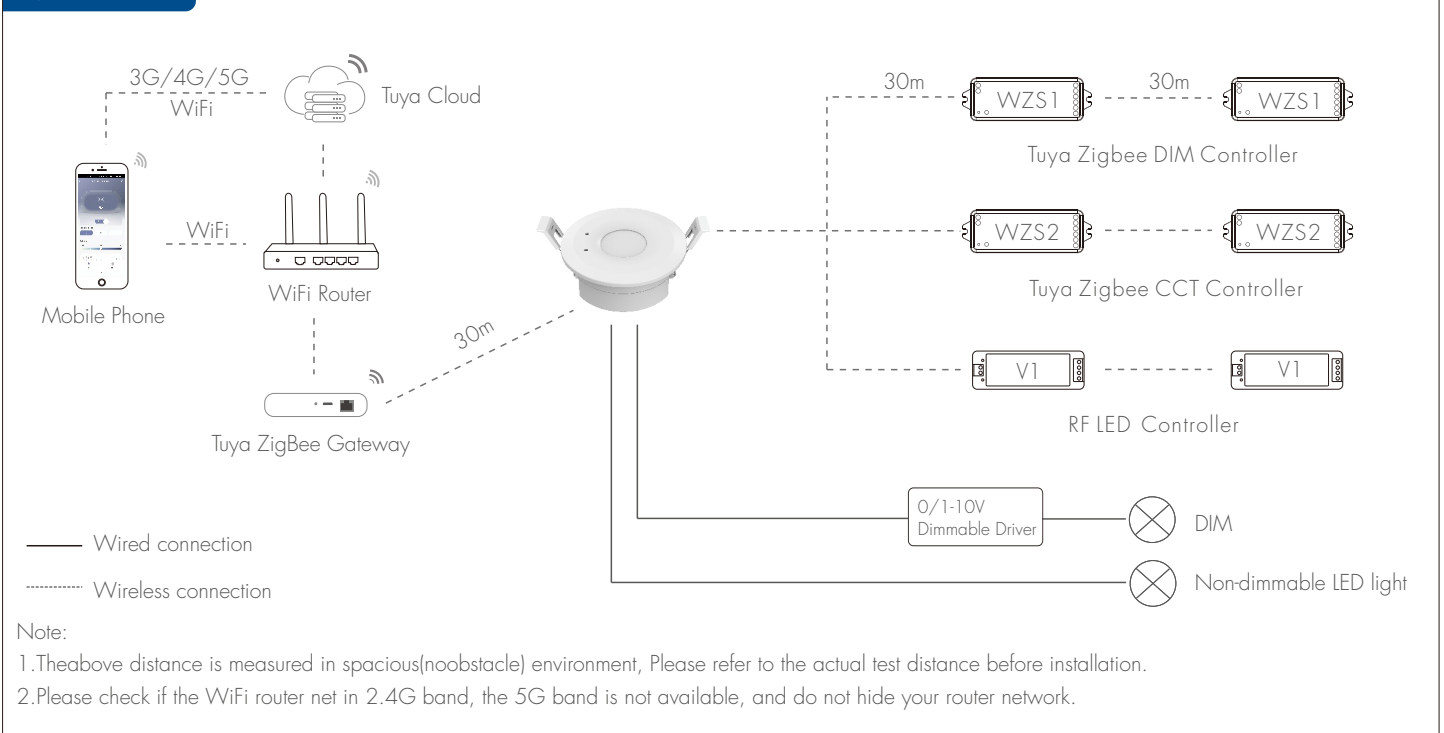 3G/4G/5G
WiFi
Tuya Cloud
WiFi
WiFi Router
Mobile Phone
30m
Tuya ZigBee Gateway
30m
WZS1
30m
WZS1
Tuya Zigbee DIM Controller
WZS2
WZS2
Tuya Zigbee CCT Controller
V1
V1
RF LED Controller
0/1-10V
Dimmable Driver
DIM
Non-dimmable LED light
Wired connection
Wireless connection
Note:
1.Theabove distance is measured in spacious(noobstacle) environment, Please refer to the actual test distance before installation.
2.Please check if the WiFi router net in 2.4G band, the 5G band is not available, and do not hide your router network.